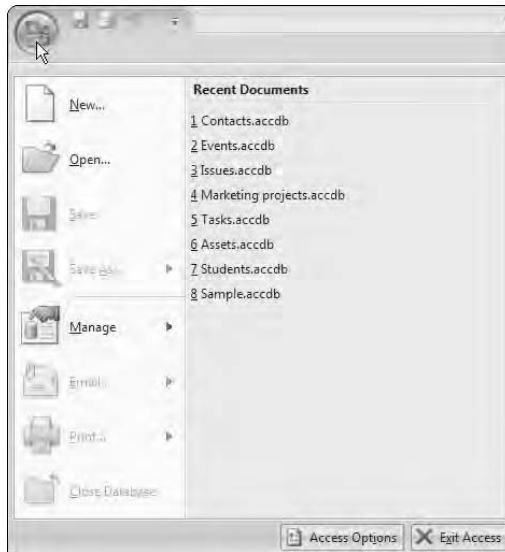 New...
Open...
Save
Save As...
Manage
Email...
Print...
Close Database
Recent Documents
1 Contacts.accdb
2 Events.accdb
3 Issues.accdb
4 Marketing projects.accdb
5 Tasks.accdb
6 Assets.accdb
7 Students.accdb
8 Sample.accdb
Access Options
Exit Access